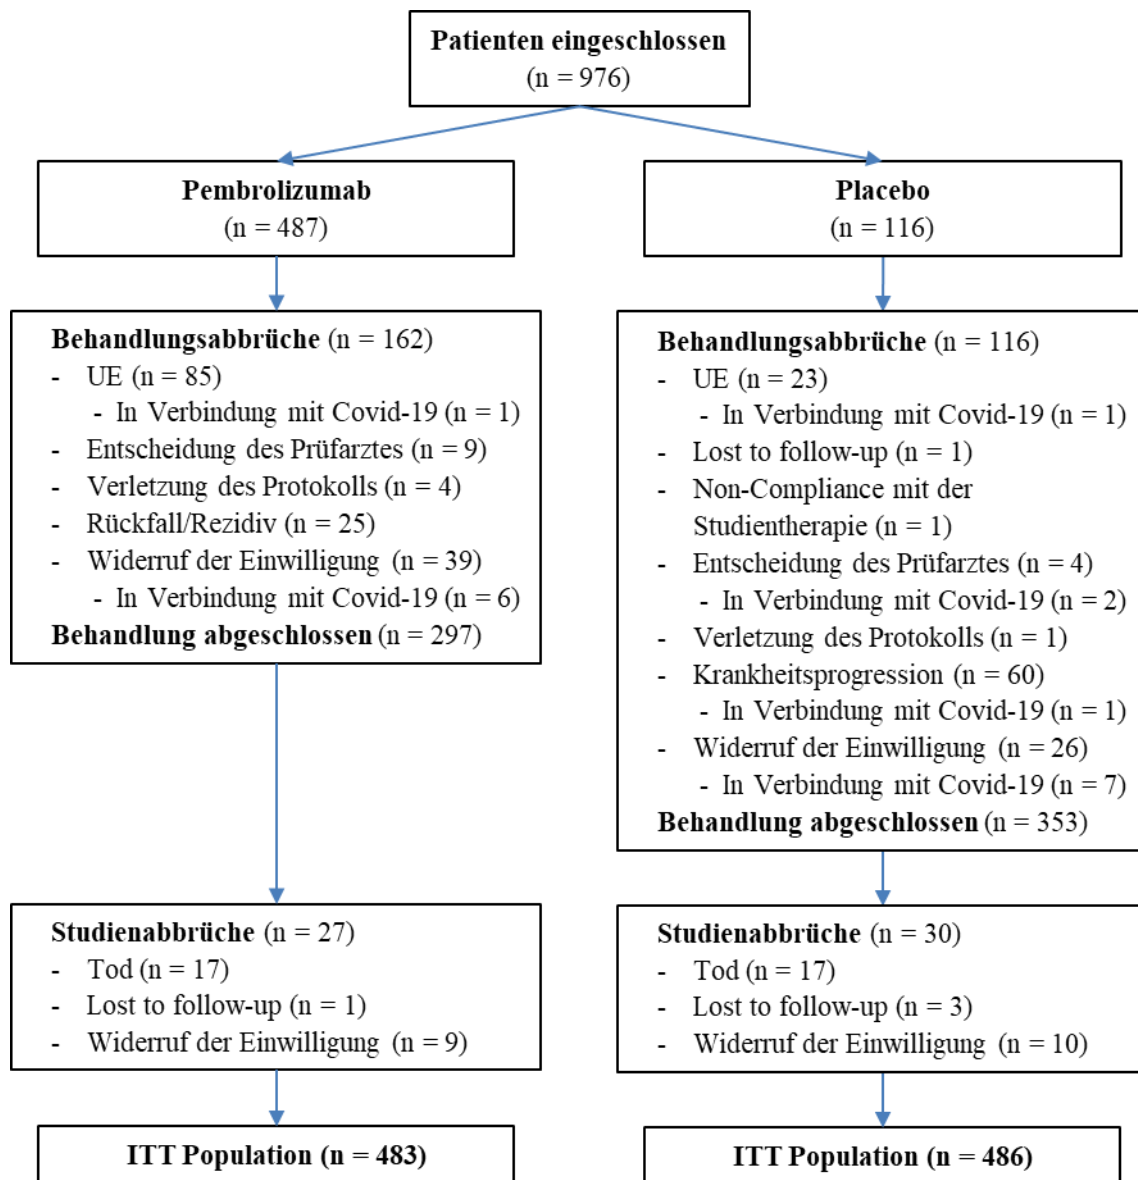 Patienten eingeschlossen
(n = 976)
Pembrolizumab
(n = 487)
Placebo
(n = 116)
Behandlungsabbrüche (n = 162)
- UE (n = 85)
- In Verbindung mit Covid-19 (n = 1)
- Entscheidung des Prüfarztes (n = 9)
- Verletzung des Protokolls (n = 4)
- Rückfall/Rezidiv (n = 25)
- Widerruf der Einwilligung (n = 39)
- In Verbindung mit Covid-19 (n = 6)
Behandlung abgeschlossen (n = 297)
Behandlungsabbrüche (n = 116)
- UE (n = 23)
- In Verbindung mit Covid-19 (n = 1)
- Lost to follow-up (n = 1)
- Non-Compliance mit der
Studientherapie (n = 1)
- Entscheidung des Prüfarztes (n = 4)
- In Verbindung mit Covid-19 (n = 2)
- Verletzung des Protokolls (n = 1)
- Krankheitsprogression (n = 60)
- In Verbindung mit Covid-19 (n = 1)
- Widerruf der Einwilligung (n = 26)
- In Verbindung mit Covid-19 (n = 7)
Behandlung abgeschlossen (n = 353)
Studienabbrüche (n = 27)
- Tod (n = 17)
- Lost to follow-up (n = 1)
- Widerruf der Einwilligung (n = 9)
Studienabbrüche (n = 30)
- Tod (n = 17)
- Lost to follow-up (n = 3)
- Widerruf der Einwilligung (n = 10)
ITT Population (n = 483)
ITT Population (n = 486)